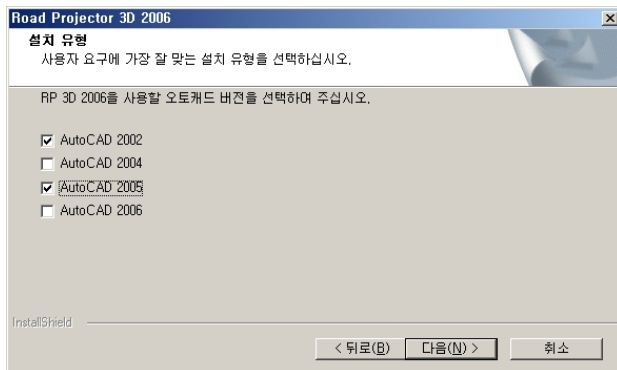 Road Projector 3D 2006
설치 유형
사용자 요구에 가장 잘 맞는 설치 유형을 선택하십시오.
RP 3D 2006을 사용할 오토캐드 버전을 선택하여 주십시오.
AutoCAD 2002
AutoCAD 2004
AutoCAD 2005
AutoCAD 2006
InstallShield
< 뒤로(B) 다음(N) > 취소